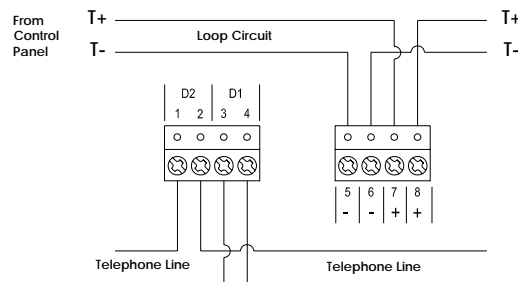 From Control Panel
T+
T-
Loop Circuit
T+
T-
D2 D1
1 2 3 4
5 6 7 8
- - + +
Telephone Line
Telephone Line